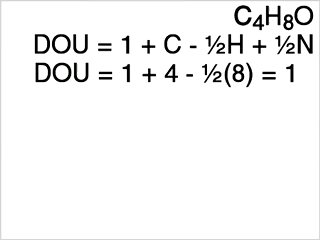 C₄H₈O
DOU = 1 + C - ½H + ½N
DOU = 1 + 4 - ½(8) = 1